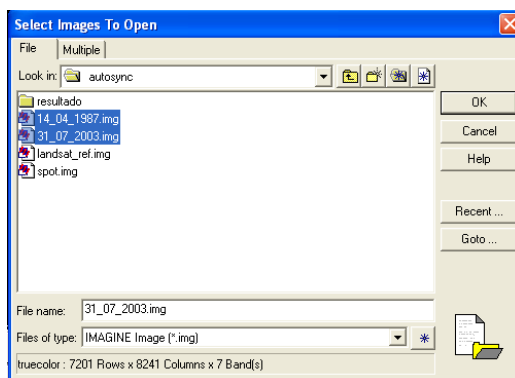 Select Images To Open
File Multiple
Look in: autosync
resultado
14_04_1987.img
31_07_2003.img
landsat_ref.img
spot.img
OK
Cancel
Help
Recent ...
Goto ...
File name: 31_07_2003.img
Files of type: IMAGINE Image (*.img)
truecolor : 7201 Rows x 8241 Columns x 7 Band(s)